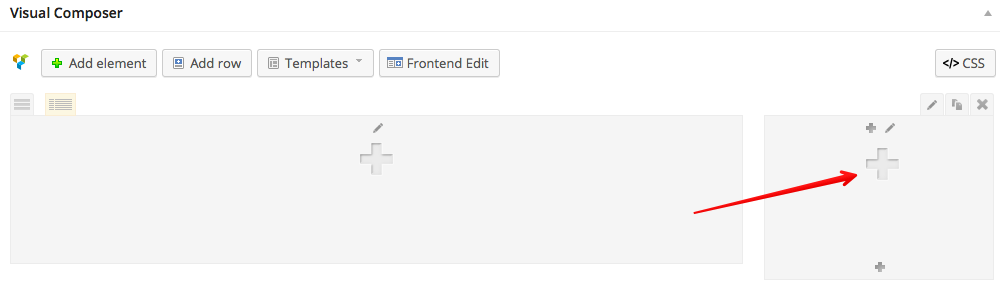 Visual Composer
Add element Add row Templates Frontend Edit </> CSS